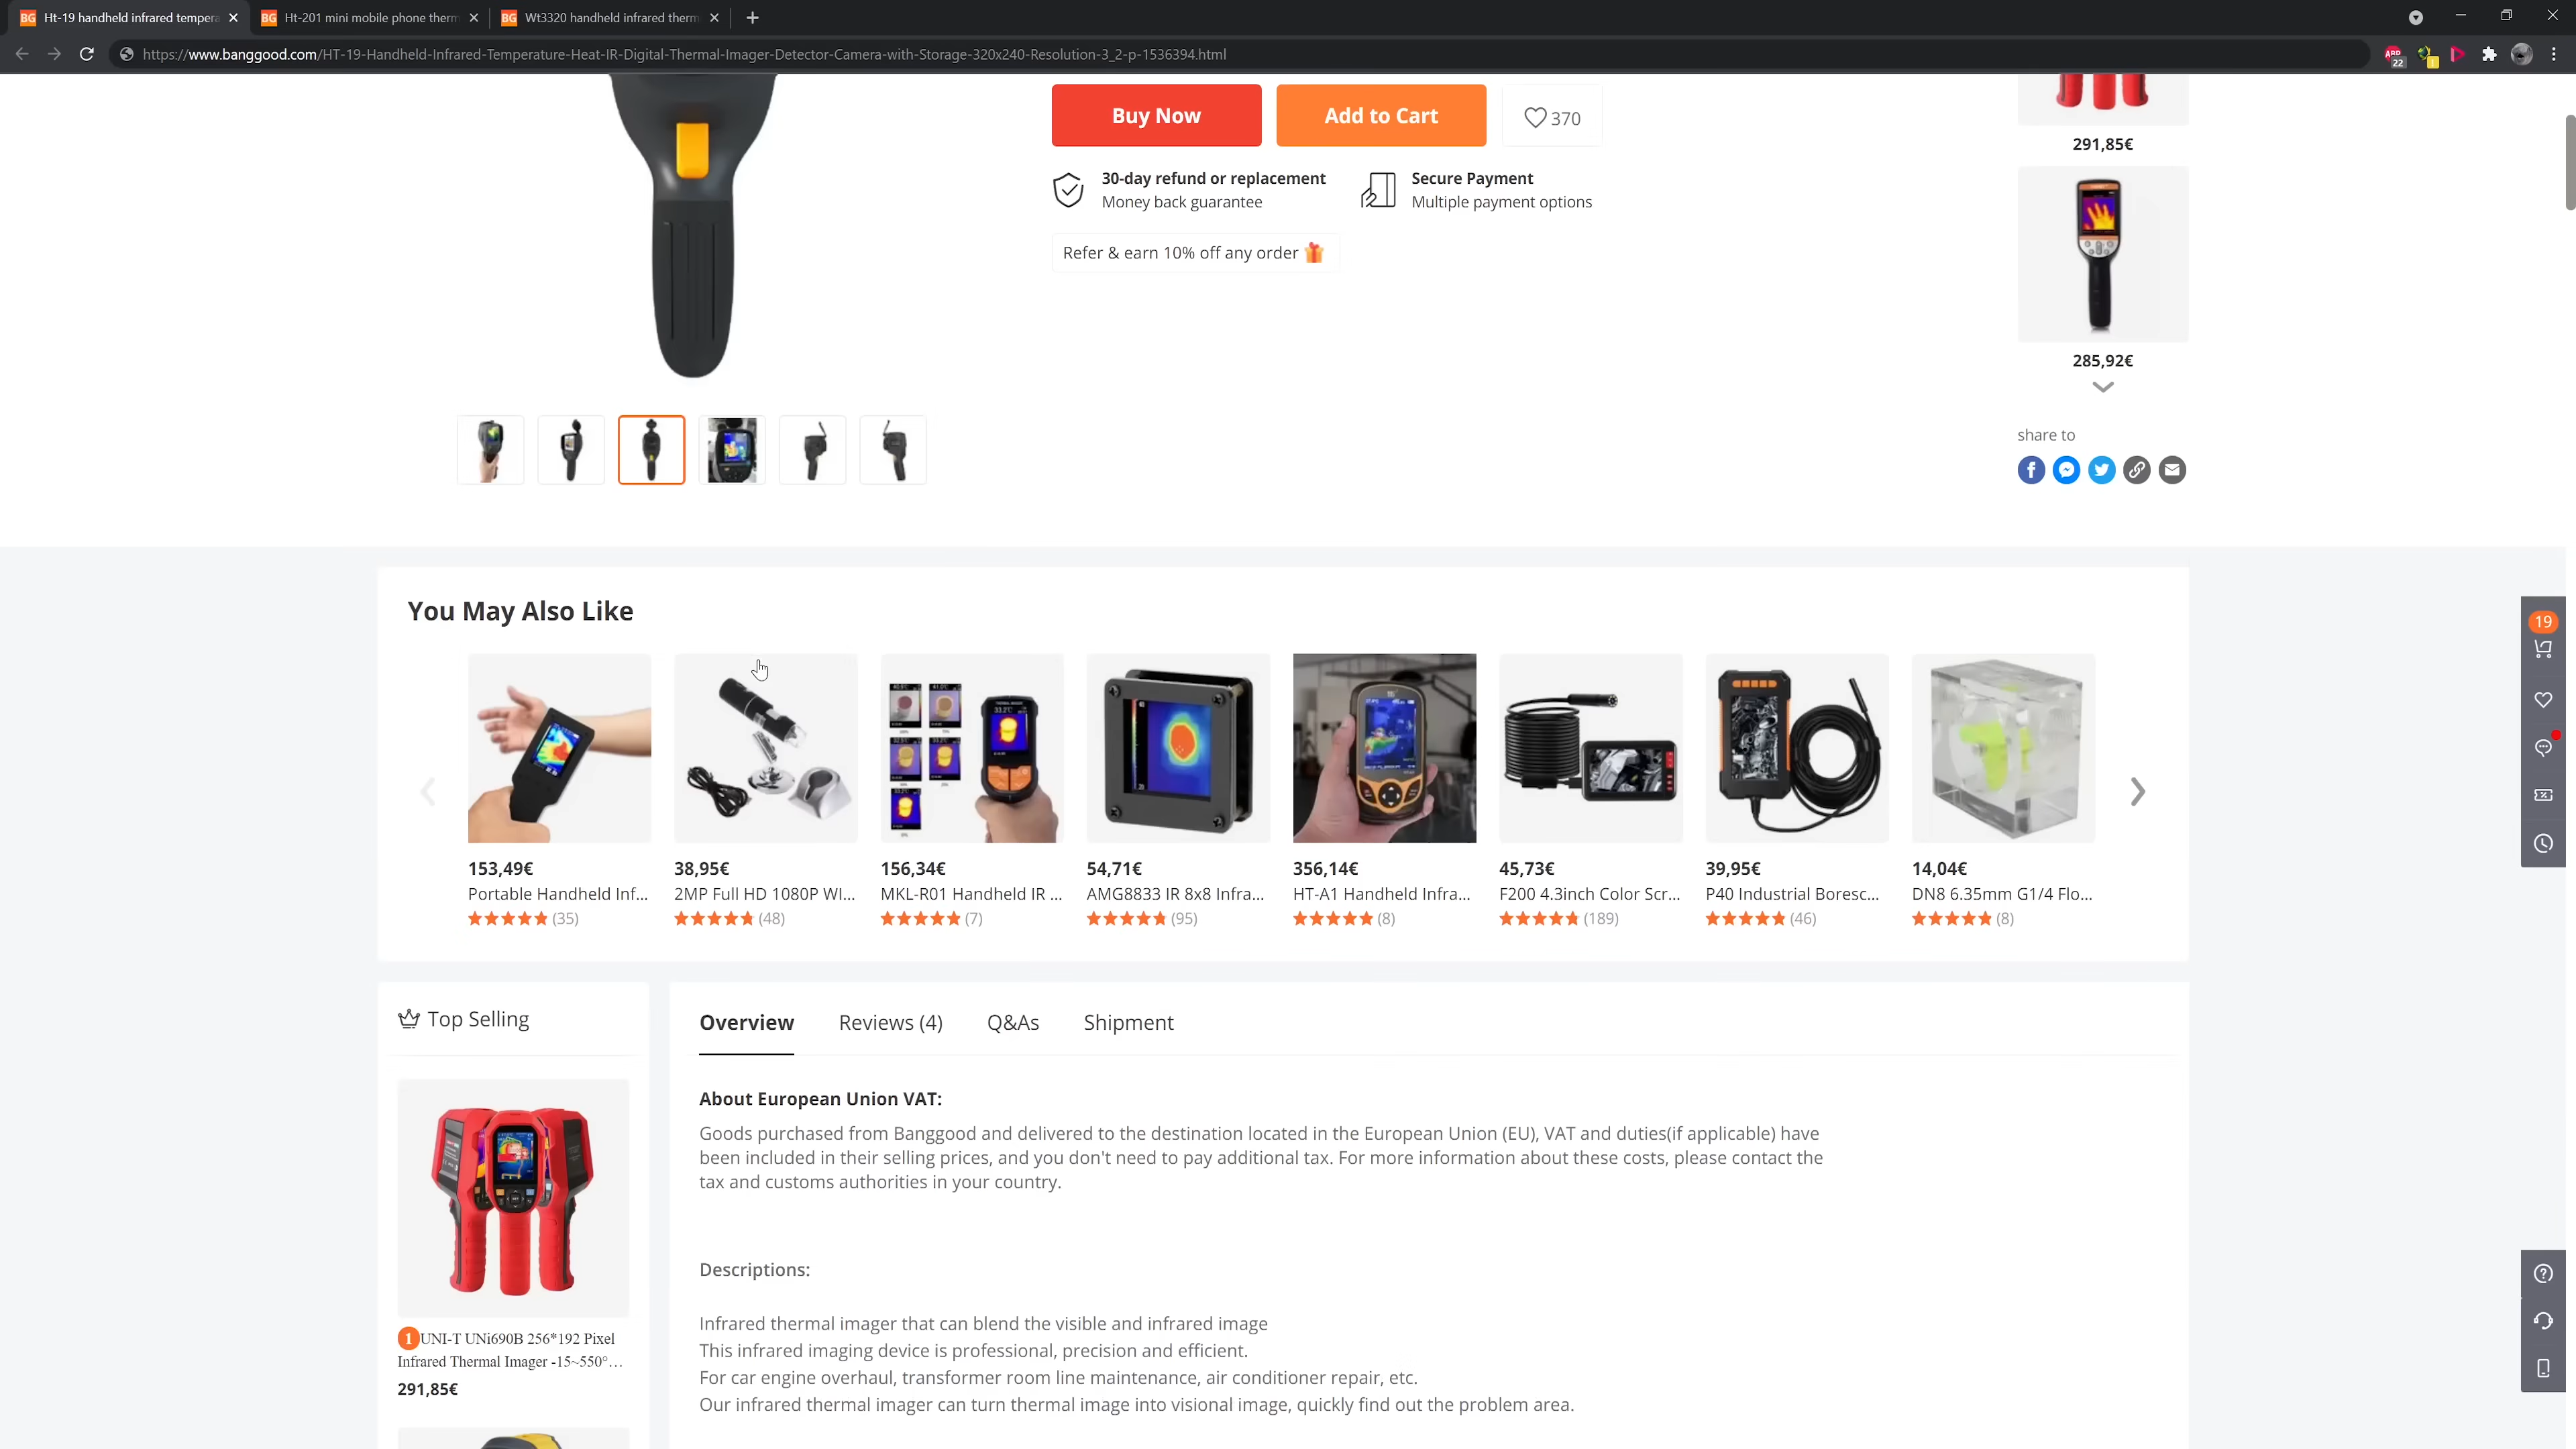 Ht-19 handheld infrared tempera
Ht-201 mini mobile phone therm
Wt3320 handheld infrared therm
https://www.banggood.com/HT-19-Handheld-Infrared-Temperature-Heat-IR-Digital-Thermal-Imager-Detector-Camera-with-Storage-320x240-Resolution-3_2-p-1536394.html
ABP
22
1
Buy Now
Add to Cart
370
291,85€
30-day refund or replacement
Money back guarantee
Secure Payment
Multiple payment options
Refer & earn 10% off any order
285,92€
share to
You May Also Like
19
153,49€
Portable Handheld Inf...
(35)
38,95€
2MP Full HD 1080P WI...
(48)
156,34€
MKL-R01 Handheld IR ...
(7)
54,71€
AMG8833 IR 8x8 Infra...
(95)
356,14€
HT-A1 Handheld Infra...
(8)
45,73€
F200 4.3inch Color Scr...
(189)
39,95€
P40 Industrial Boresc...
(46)
14,04€
DN8 6.35mm G1/4 Flo...
(8)
Top Selling
1 UNI-T UNi690B 256*192 Pixel
Infrared Thermal Imager -15~550°...
291,85€
Overview
Reviews (4)
Q&As
Shipment
About European Union VAT:
Goods purchased from Banggood and delivered to the destination located in the European Union (EU), VAT and duties(if applicable) have
been included in their selling prices, and you don't need to pay additional tax. For more information about these costs, please contact the
tax and customs authorities in your country.
Descriptions:
Infrared thermal imager that can blend the visible and infrared image
This infrared imaging device is professional, precision and efficient.
For car engine overhaul, transformer room line maintenance, air conditioner repair, etc.
Our infrared thermal imager can turn thermal image into visional image, quickly find out the problem area.